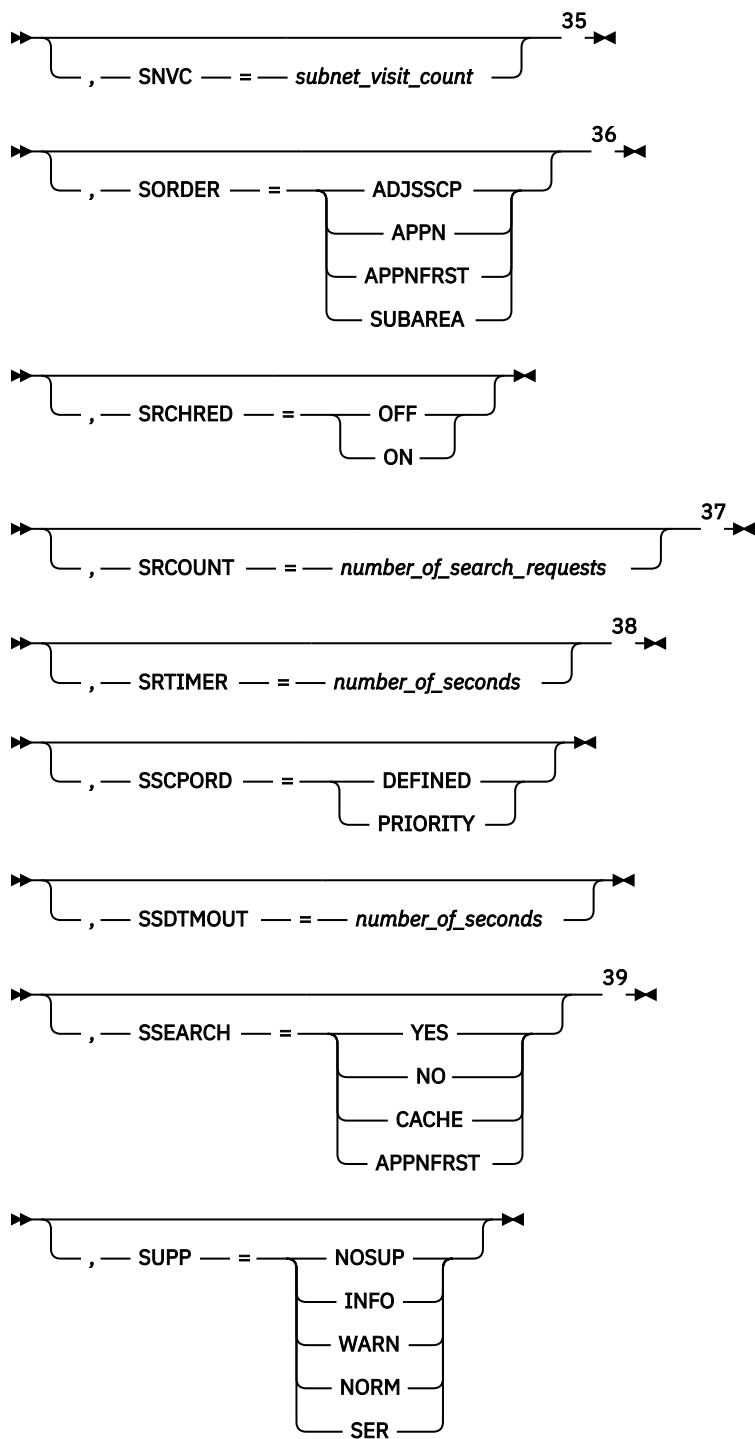 35
, SNVC = subnet_visit_count
36
, SORDER = ADJSSCP
APPN
APPNFRST
SUBAREA
, SRCHRED = OFF
ON
37
, SRCOUNT = number_of_search_requests
38
, SRTIMER = number_of_seconds
, SSCPORD = DEFINED
PRIORITY
, SSDTMOUT = number_of_seconds
39
, SSEARCH = YES
NO
CACHE
APPNFRST
, SUPP = NOSUP
INFO
WARN
NORM
SER